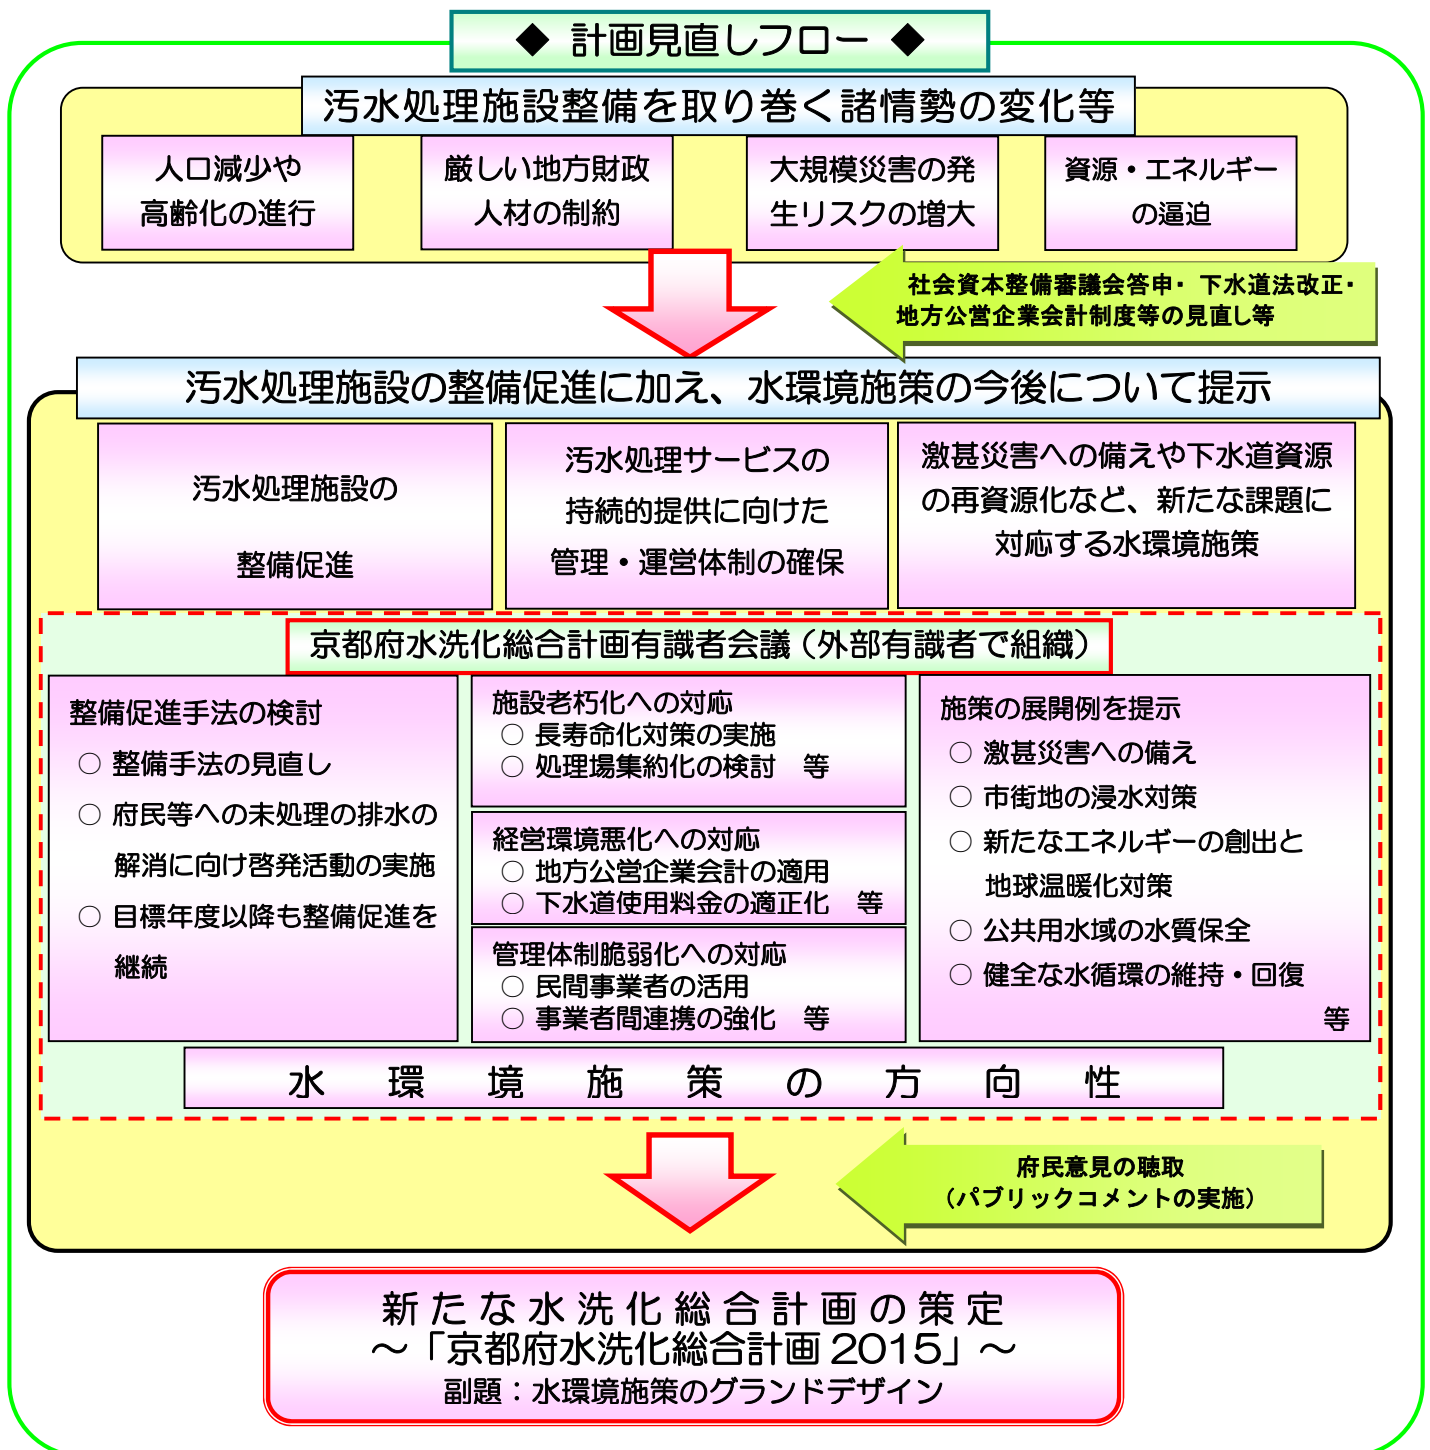 ◆ 計画見直しフロー ◆
汚水処理施設整備を取り巻く諸情勢の変化等
人口減少や
高齢化の進行
厳しい地方財政
人材の制約
大規模災害の発
生リスクの増大
資源・エネルギー
の逼迫
社会資本整備審議会答申・ 下水道法改正・
地方公営企業会計制度等の見直し等
汚水処理施設の整備促進に加え、水環境施策の今後について提示
汚水処理施設の
整備促進
汚水処理サービスの
持続的提供に向けた
管理・運営体制の確保
激甚災害への備えや下水道資源
の再資源化など、新たな課題に
対応する水環境施策
京都府水洗化総合計画有識者会議（外部有識者で組織）
整備促進手法の検討
○ 整備手法の見直し
○ 府民等への未処理の排水の
解消に向け啓発活動の実施
○ 目標年度以降も整備促進を
継続
施設老朽化への対応
○ 長寿命化対策の実施
○ 処理場集約化の検討　等
経営環境悪化への対応
○ 地方公営企業会計の適用
○ 下水道使用料金の適正化　等
管理体制脆弱化への対応
○ 民間事業者の活用
○ 事業者間連携の強化　等
施策の展開例を提示
○ 激甚災害への備え
○ 市街地の浸水対策
○ 新たなエネルギーの創出と
地球温暖化対策
○ 公共用水域の水質保全
○ 健全な水循環の維持・回復
等
水　環　境　施　策　の　方　向　性
府民意見の聴取
（パブリックコメントの実施）
新たな水洗化総合計画の策定
～「京都府水洗化総合計画 2015」～
副題：水環境施策のグランドデザイン